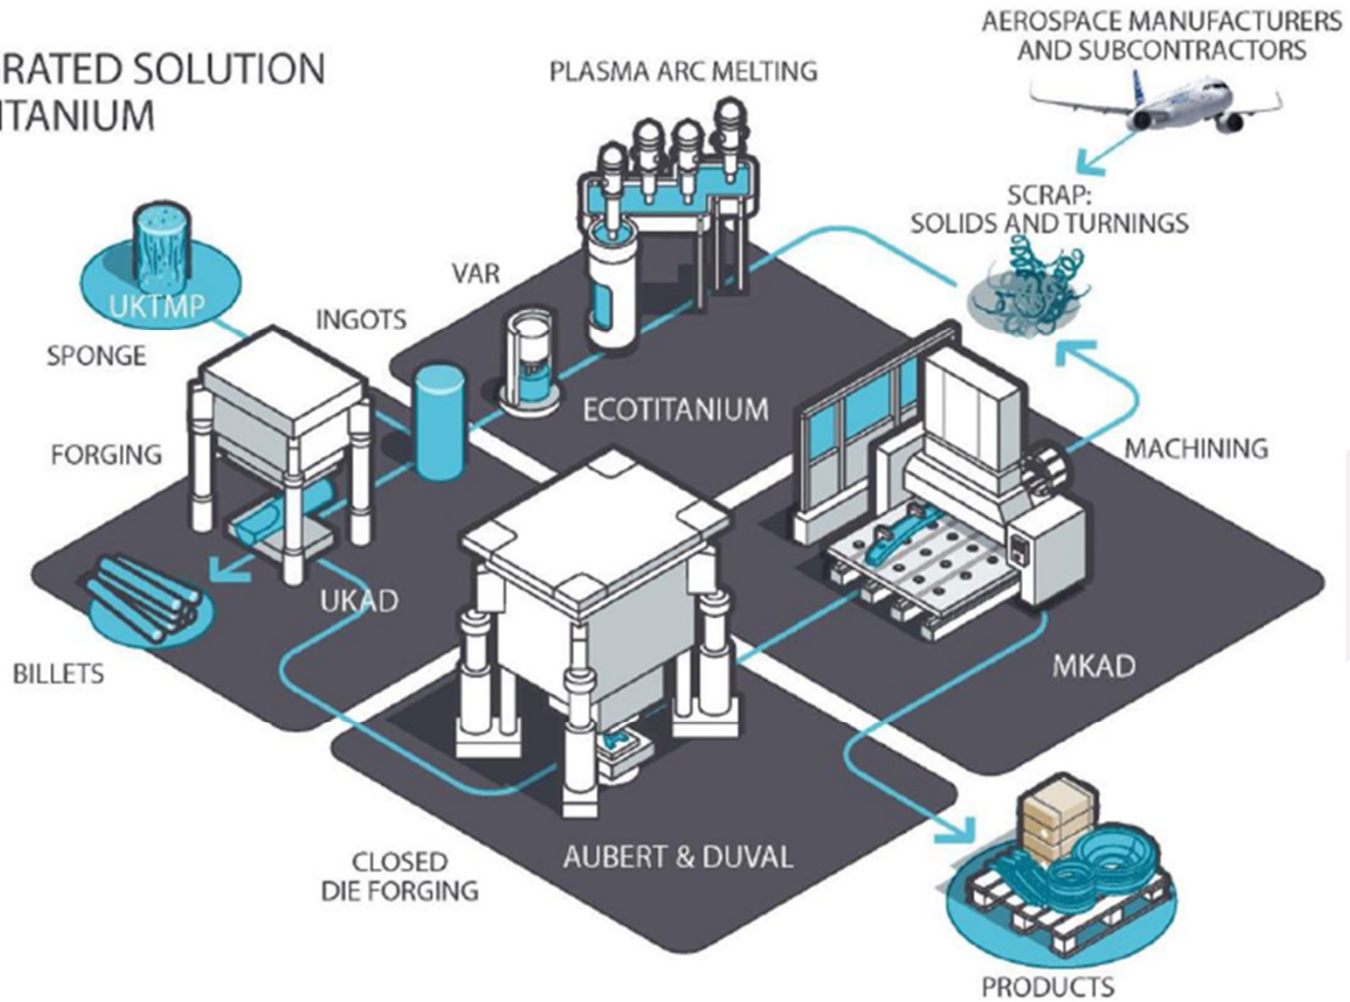 RATED SOLUTION
ITANIUM
AEROSPACE MANUFACTURERS
AND SUBCONTRACTORS
PLASMA ARC MELTING
SCRAP:
SOLIDS AND TURNINGS
VAR
UKTMP
INGOTS
SPONGE
ECOTITANIUM
FORGING
MACHINING
UKAD
BILLETS
MKAD
CLOSED
DIE FORGING
AUBERT & DUVAL
PRODUCTS